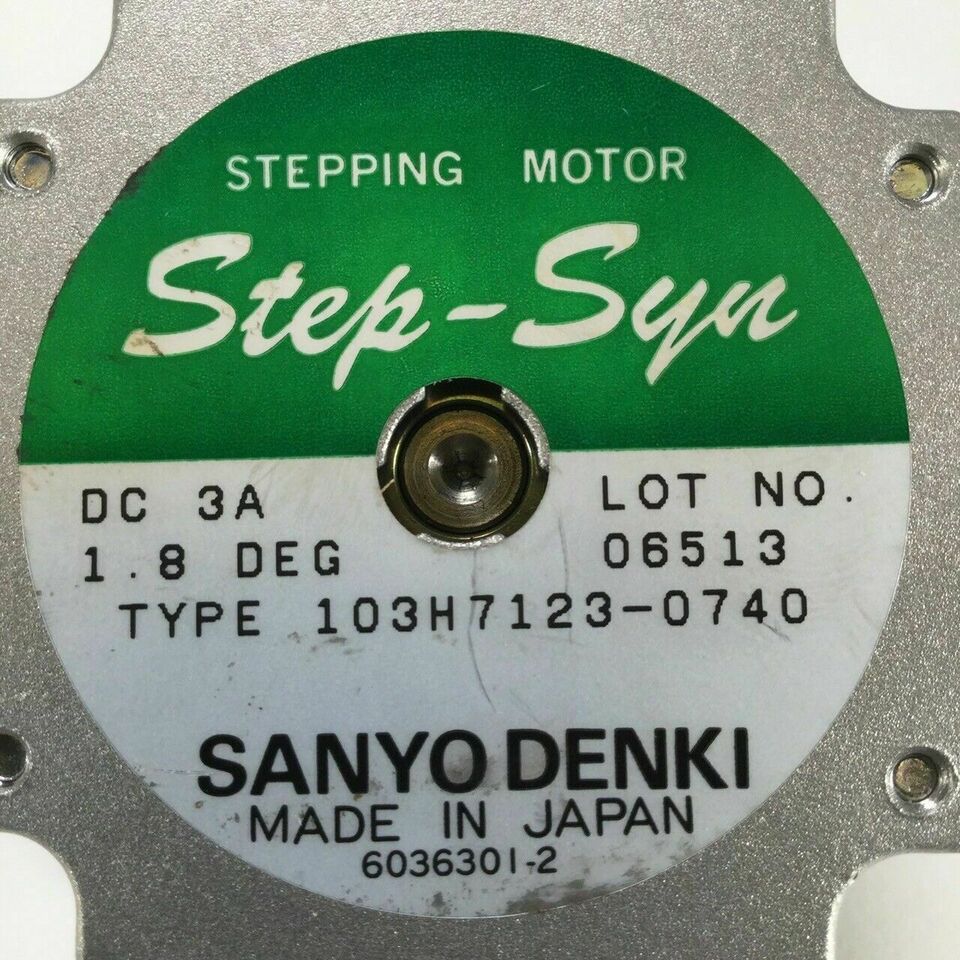 STEPPING MOTOR
Step-Syn
DC 3A
1.8 DEG
LOT NO.
06513
TYPE 103H7123-0740
SANYO DENKI
MADE IN JAPAN
6036301-2